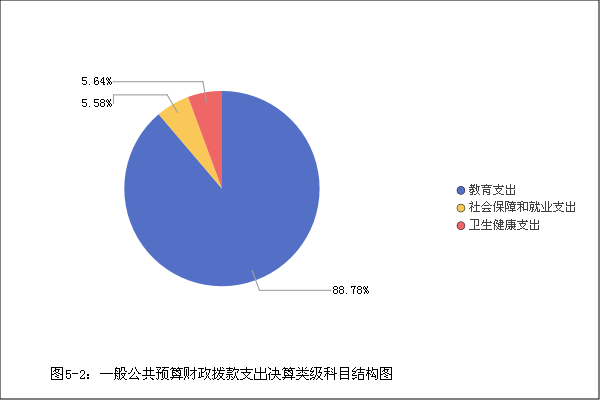 5.64%
5.58%
88.78%
教育支出
社会保障和就业支出
卫生健康支出
图5-2：一般公共预算财政拨款支出决算类级科目结构图